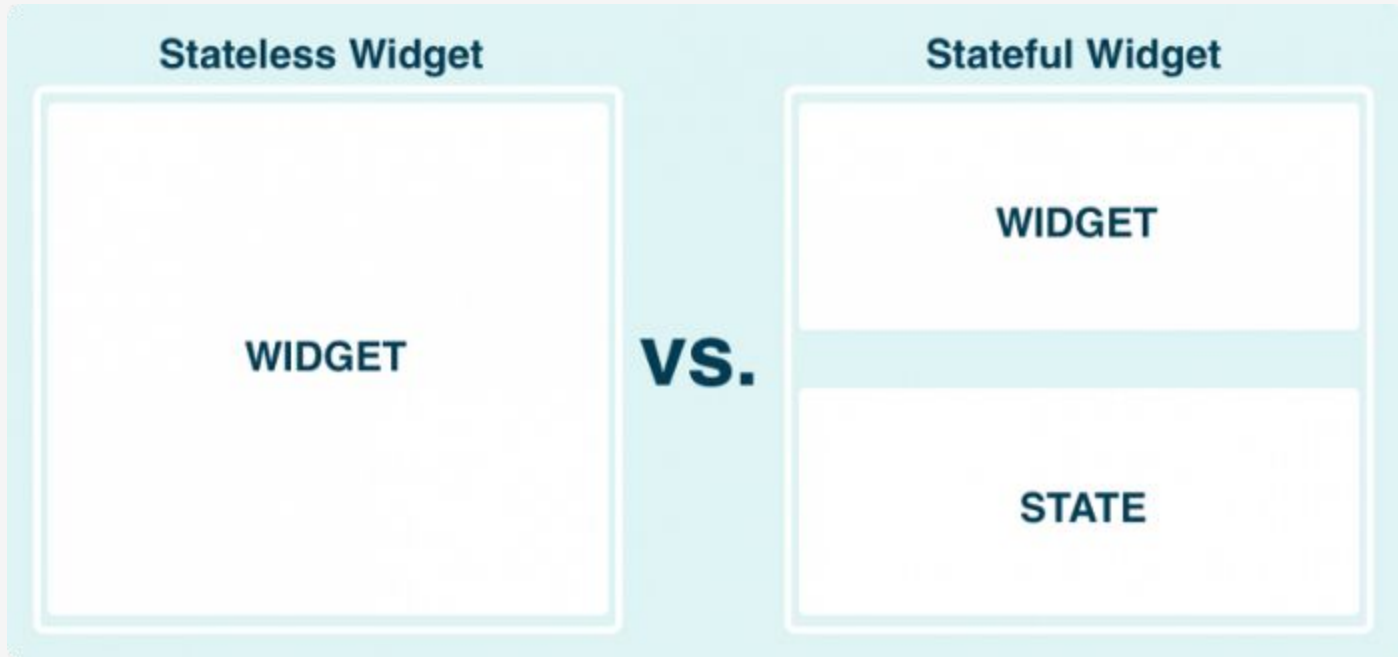 Stateless Widget
WIDGET
vs.
Stateful Widget
WIDGET
STATE